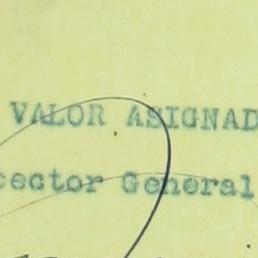 VALOR ASIGNAD
ector General